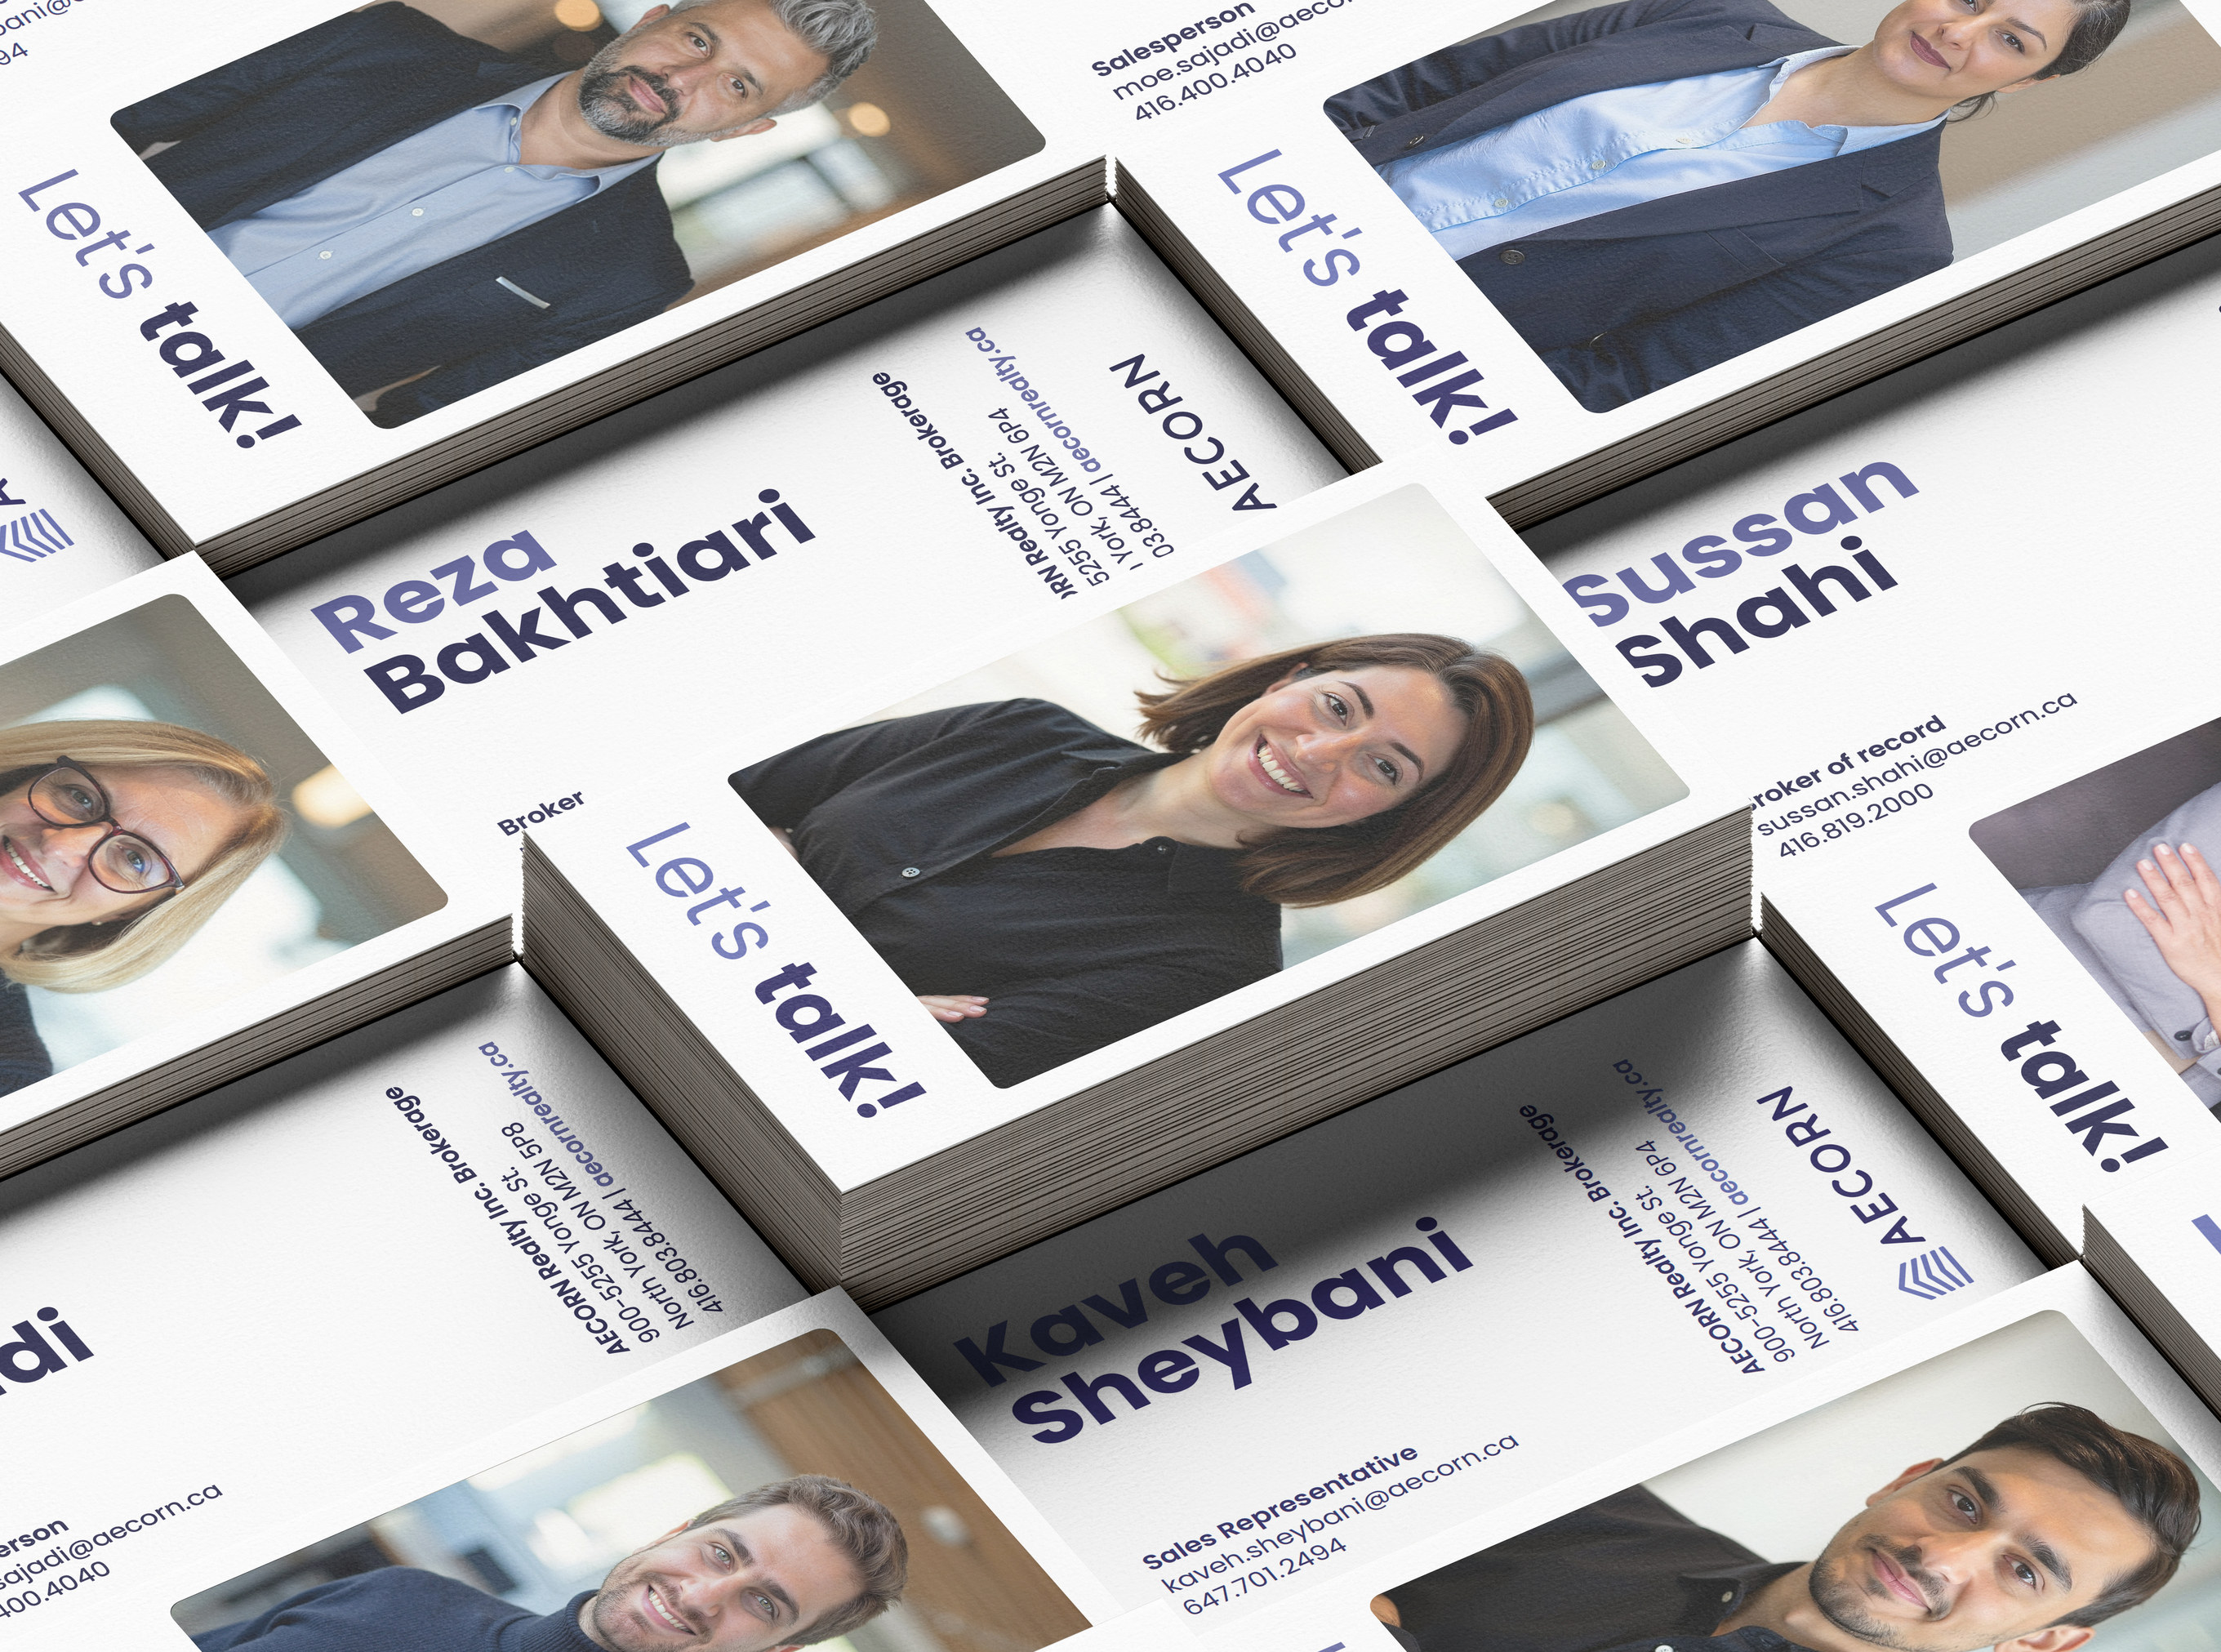 94
Let's talk!
Salesperson
moe.sajadi@aecor
416.400.4040
Let's talk!
AECORN
RN Realty Inc. Brokerage
5255 Yonge St.
York, ON M2N 6P4
03.8444 | aecornrealty.ca
Reza
Bakhtiari
Broker
Sussan
Shahi
roker of record
sussan.shahi@aecorn.ca
416.819.2000
Let's talk!
Let's talk!
AECORN Realty Inc. Brokerage
900-5255 Yonge St.
North York, ON M2N 5P8
416.803.8444 | aecornrealty.ca
di
erson
sajadi@aecorn.ca
400.4040
AECORN
AECORN Realty Inc. Brokerage
900-5255 Yonge St.
North York, ON M2N 6P4
416.803.8444 | aecornrealty.ca
Kaveh
Sheybani
Sales Representative
kaveh.sheybani@aecorn.ca
647.701.2494